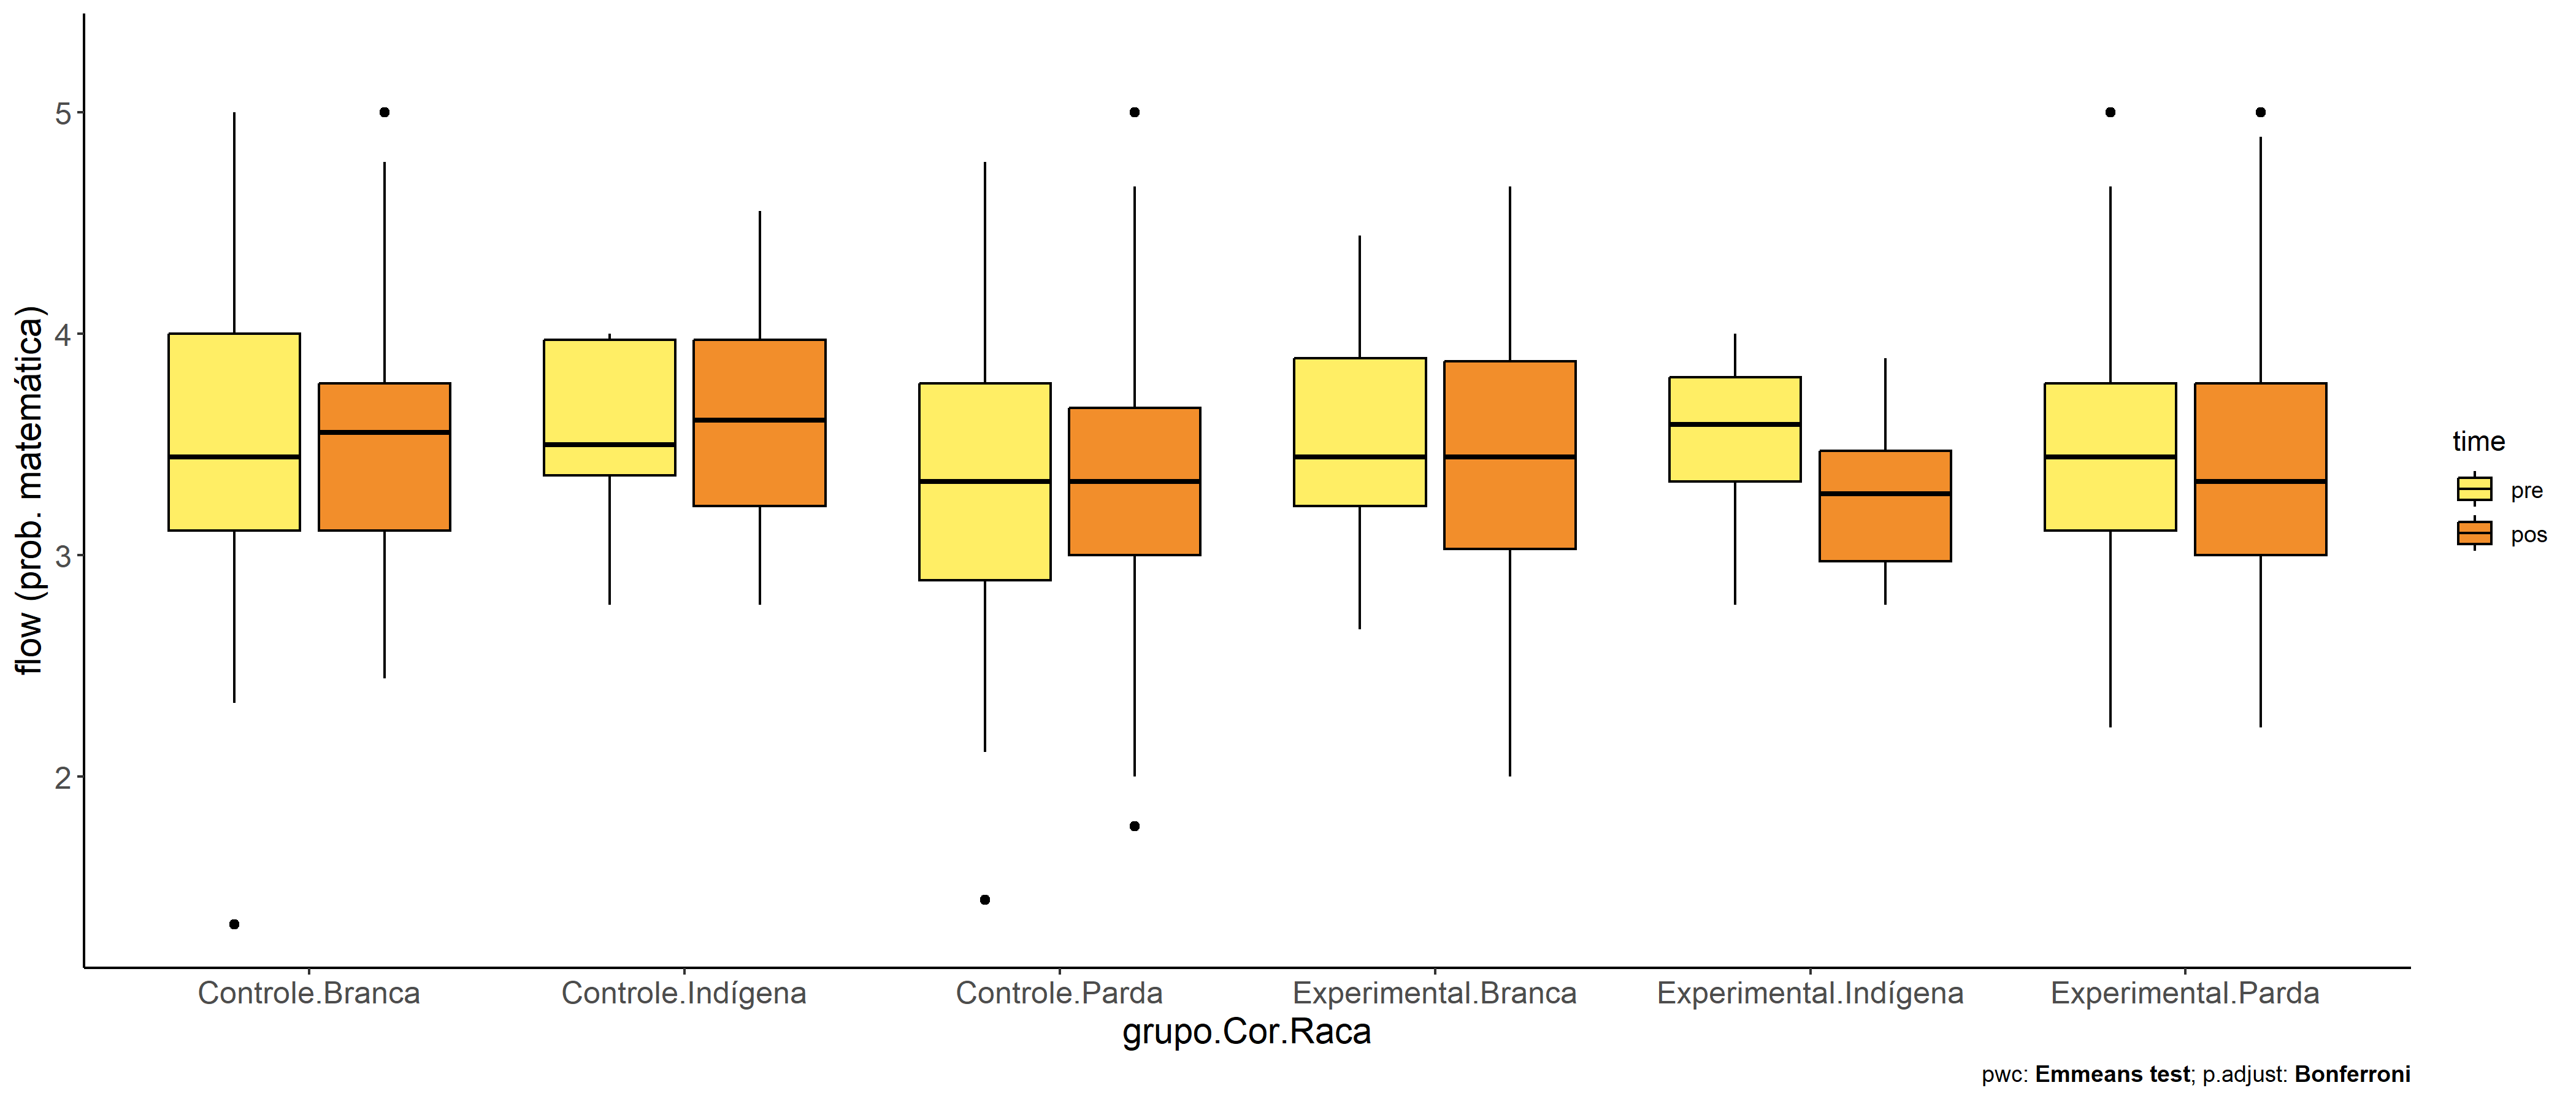 flow (prob. matemática)
5
4
3
2
Controle.Branca
Controle.Indígena
Controle.Parda
Experimental.Branca
Experimental.Indígena
Experimental.Parda
grupo.Cor.Raca
time
pre
pos
pwc: Emmeans test; p.adjust: Bonferroni